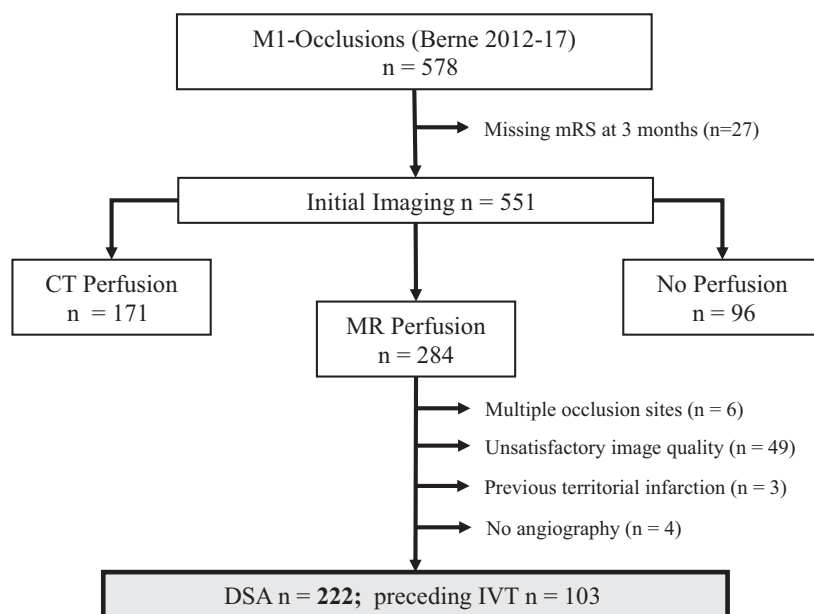 M1-Occlusions (Berne 2012-17)
n = 578
Missing mRS at 3 months (n=27)
Initial Imaging n = 551
CT Perfusion
n = 171
No Perfusion
n = 96
MR Perfusion
n = 284
Multiple occlusion sites (n = 6)
Unsatisfactory image quality (n = 49)
Previous territorial infarction (n = 3)
No angiography (n = 4)
DSA n = 222; preceding IVT n = 103